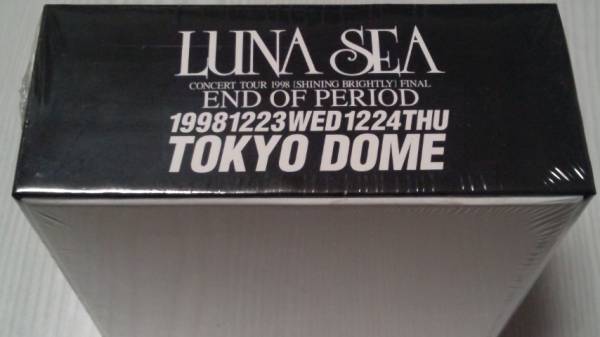 LUNA SEA
CONCERT TOUR 1998 [SHINING BRIGHTLY] FINAL
END OF PERIOD
19981223WED1224THU
TOKYO DOME